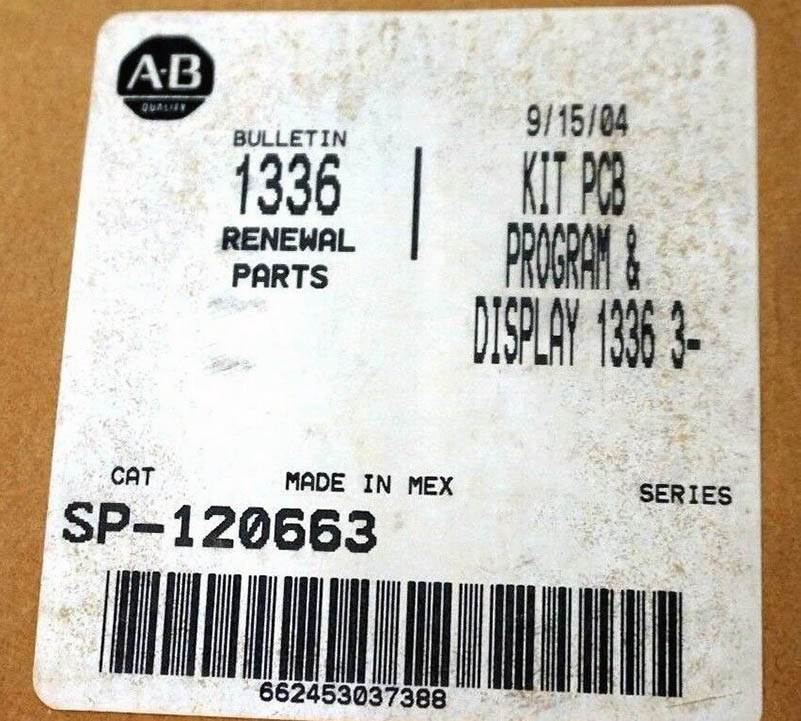 A-B
QUALITY
9/15/04
BULLETIN
1336
RENEWAL
PARTS
KIT PCB
PROGRAM &
DISPLAY 1336 3-
CAT
MADE IN MEX
SERIES
SP-120663
662453037388